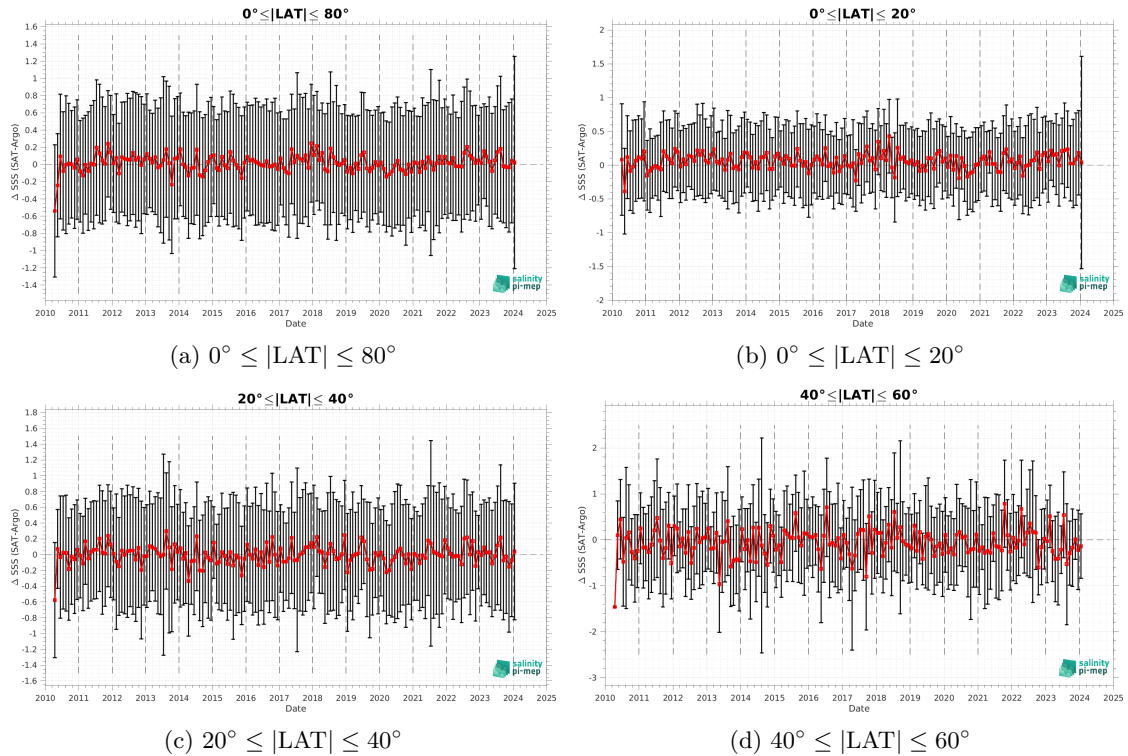 0°≤|LAT|≤ 80°
1.6
1.4
1.2
1
0.8
0.6
0.4
0.2
0
-0.2
-0.4
-0.6
-0.8
-1
-1.2
-1.4
Δ SSS (SAT-Argo)
salinity
pi-mep
2010 2011 2012 2013 2014 2015 2016 2017 2018 2019 2020 2021 2022 2023 2024 2025
Date
(a) 0° ≤ |LAT| ≤ 80°
0°≤|LAT|≤ 20°
2
1.5
1
0.5
0
-0.5
-1
-1.5
-2
Δ SSS (SAT-Argo)
salinity
pi-mep
2010 2011 2012 2013 2014 2015 2016 2017 2018 2019 2020 2021 2022 2023 2024 2025
Date
(b) 0° ≤ |LAT| ≤ 20°
20°≤|LAT|≤ 40°
1.8
1.6
1.4
1.2
1
0.8
0.6
0.4
0.2
0
-0.2
-0.4
-0.6
-0.8
-1
-1.2
-1.4
-1.6
Δ SSS (SAT-Argo)
salinity
pi-mep
2010 2011 2012 2013 2014 2015 2016 2017 2018 2019 2020 2021 2022 2023 2024 2025
Date
(c) 20° ≤ |LAT| ≤ 40°
40°≤|LAT|≤ 60°
2
1
0
-1
-2
-3
Δ SSS (SAT-Argo)
salinity
pi-mep
2010 2011 2012 2013 2014 2015 2016 2017 2018 2019 2020 2021 2022 2023 2024 2025
Date
(d) 40° ≤ |LAT| ≤ 60°